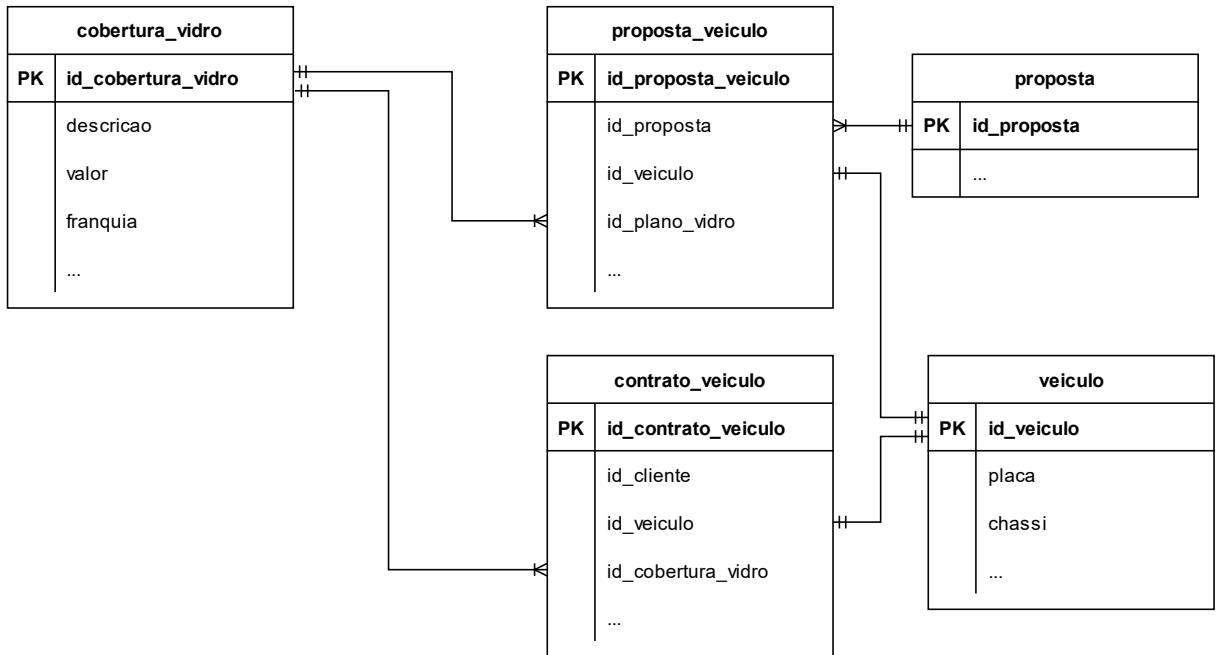 cobertura_vidro
PK id_cobertura_vidro
descricao
valor
franquia
...
proposta_veiculo
PK id_proposta_veiculo
id_proposta
id_veiculo
id_plano_vidro
...
proposta
PK id_proposta
...
contrato_veiculo
PK id_contrato_veiculo
id_cliente
id_veiculo
id_cobertura_vidro
...
veiculo
PK id_veiculo
placa
chassi
...